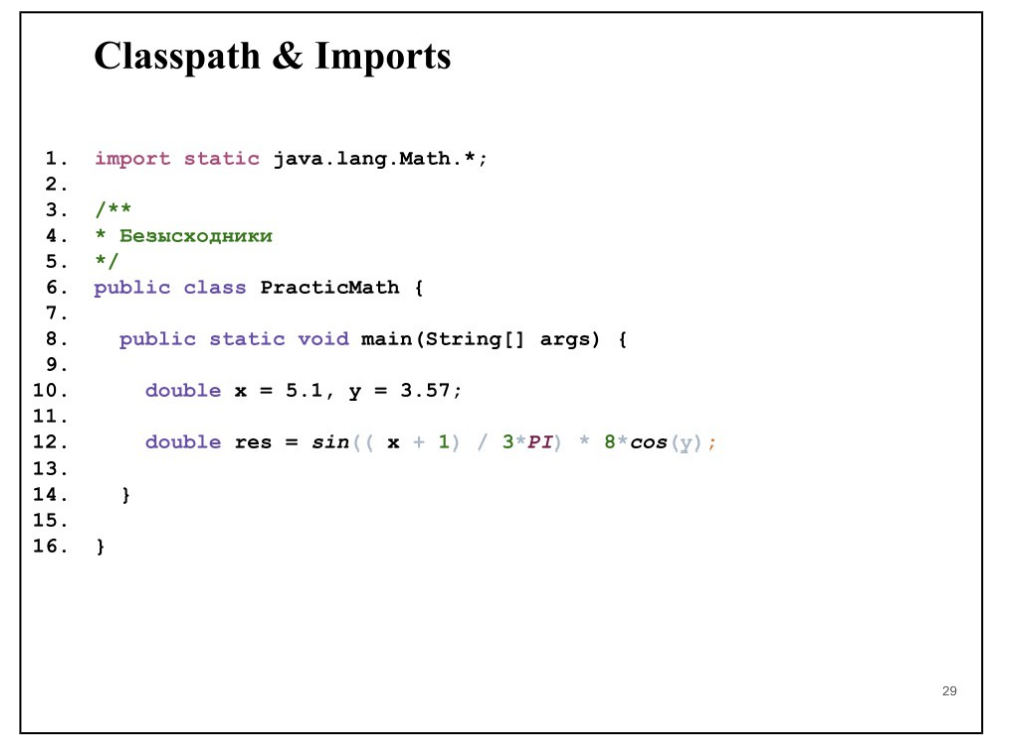 Classpath & Imports
1. import static java.lang.Math.*;
2.
3. /**
4. * Безысходники
5. */
6. public class PracticMath {
7.
8. public static void main(String[] args) {
9.
10. double x = 5.1, y = 3.57;
11.
12. double res = sin(( x + 1) / 3*PI) * 8*cos(y);
13.
14. }
15.
16. }
29